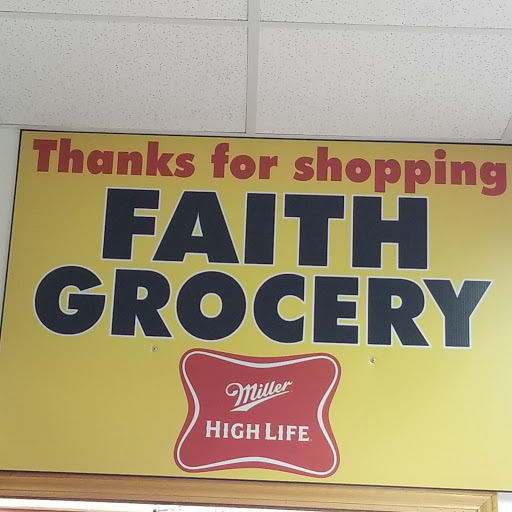 Thanks for shopping
FAITH
GROCERY
Miller
HIGH LIFE